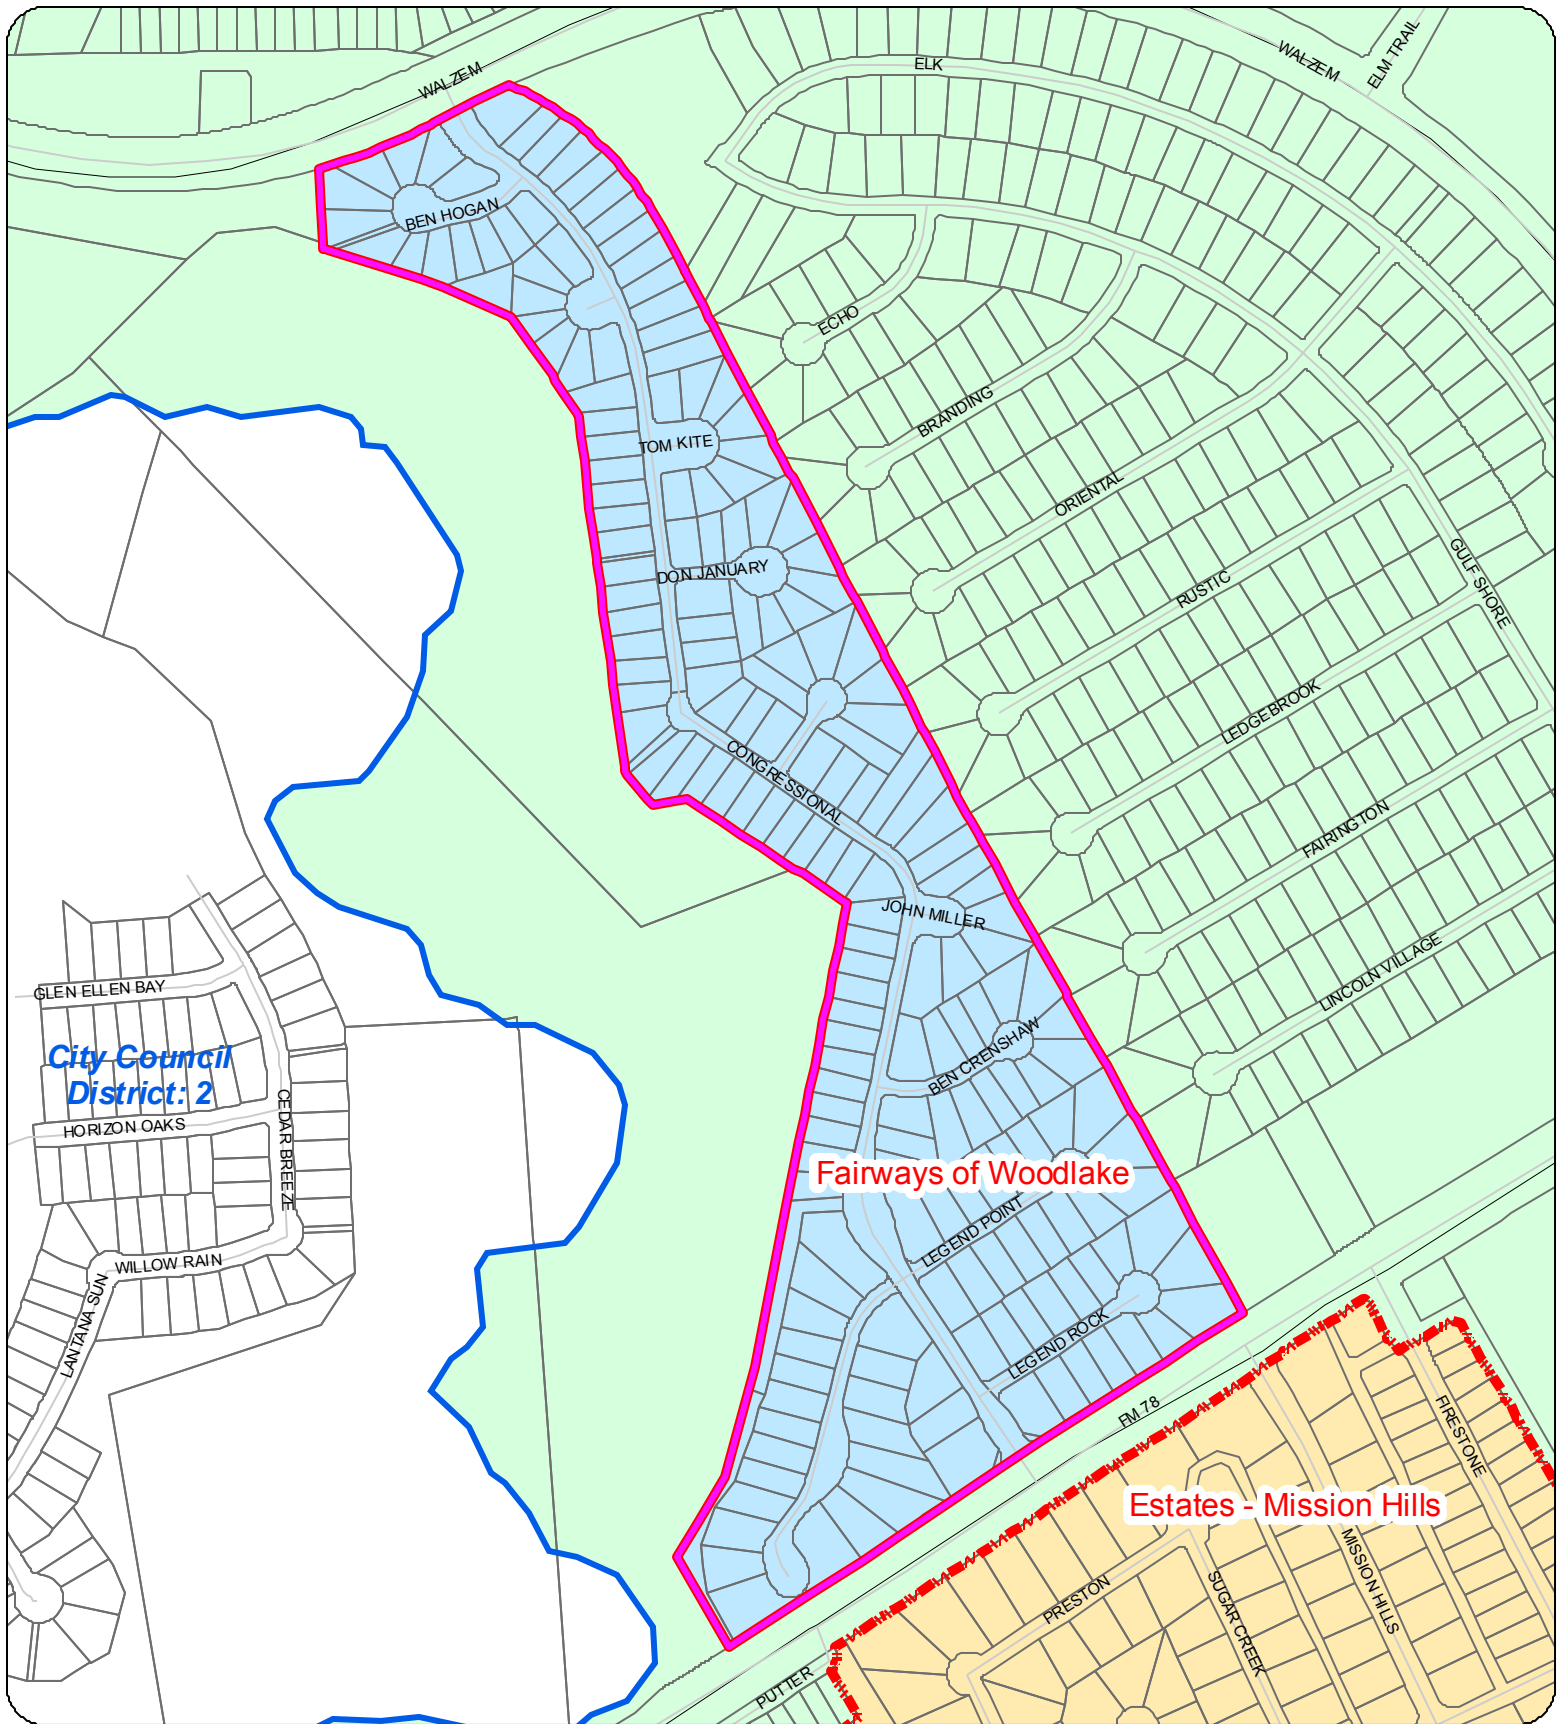 WALZEM
ELK
WALZEM
ELM TRAIL
BEN HOGAN
ECHO
BRANDING
TOM KITE
ORIENTAL
GULF SHORE
DON JANUARY
RUSTIC
LEDGEBROOK
CONGRESSIONAL
FAIRINGTON
JOHN MILLER
LINCOLN VILLAGE
GLEN ELLEN BAY
City Council
District: 2
BEN CRENSHAW
HORIZON OAKS
CEDAR BREEZE
Fairways of Woodlake
LEGEND POINT
WILLOW RAIN
LANTANA SUN
LEGEND ROCK
FM 78
FIRESTONE
Estates - Mission Hills
MISSION HILLS
PRESTON
SUGAR CREEK
PUTTER